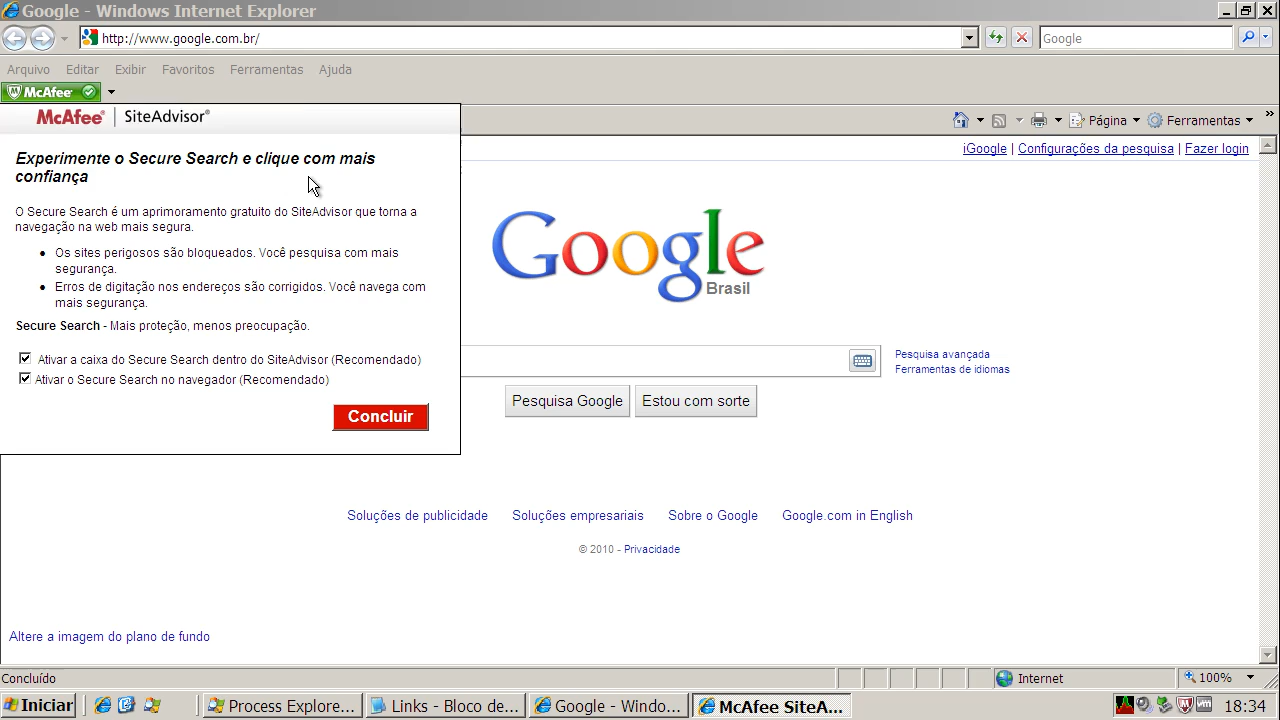 Google - Windows Internet Explorer
http://www.google.com.br/
Google
Arquivo Editar Exibir Favoritos Ferramentas Ajuda
McAfee
McAfee | SiteAdvisor
Página Ferramentas »
Experimente o Secure Search e clique com mais
confiança
iGoogle | Configurações da pesquisa | Fazer login
O Secure Search é um aprimoramento gratuito do SiteAdvisor que torna a
navegação na web mais segura.
• Os sites perigosos são bloqueados. Você pesquisa com mais
segurança.
• Erros de digitação nos endereços são corrigidos. Você navega com
mais segurança.
Secure Search - Mais proteção, menos preocupação.
Ativar a caixa do Secure Search dentro do SiteAdvisor (Recomendado)
Ativar o Secure Search no navegador (Recomendado)
Concluir
Google
Brasil
Pesquisa avançada
Ferramentas de idiomas
Pesquisa Google Estou com sorte
Soluções de publicidade Soluções empresariais Sobre o Google Google.com in English
© 2010 - Privacidade
Altere a imagem do plano de fundo
Concluído Internet 100%
Iniciar Process Explore... Links - Bloco de... Google - Windo... McAfee SiteA... 18:34